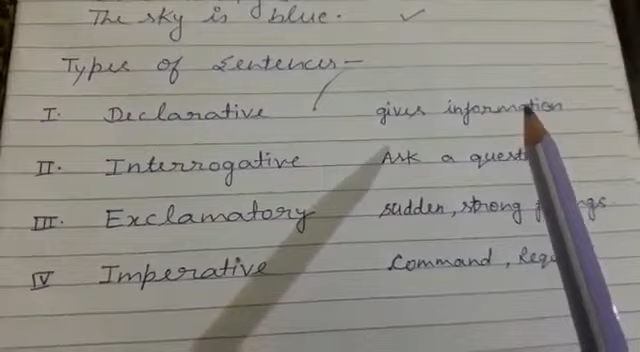 The sky is blue. ✓
Types of Sentences —
I. Declarative gives information
II. Interrogative Ask a
III. Exclamatory sudden, strong
IV Imperative Command,